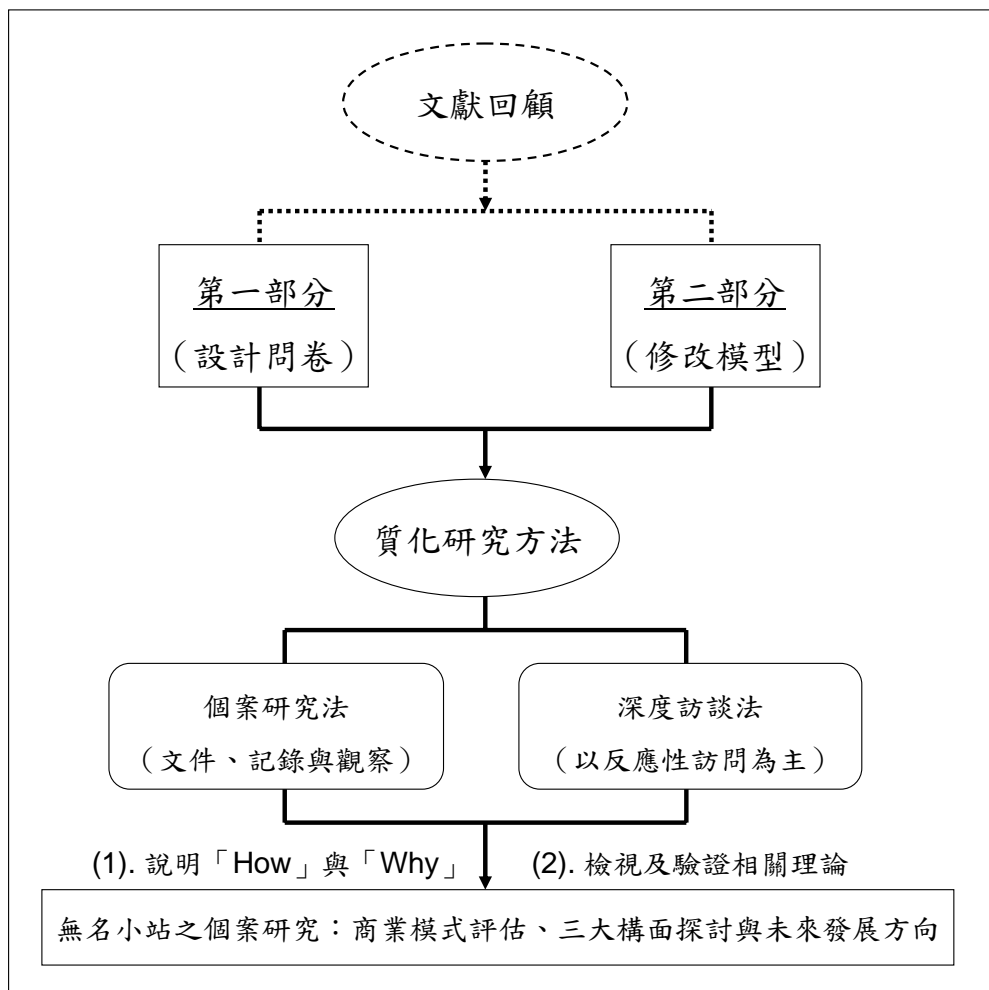 文獻回顧
第一部分
（設計問卷）
第二部分
（修改模型）
質化研究方法
個案研究法
（文件、記錄與觀察）
深度訪談法
（以反應性訪問為主）
(1). 說明「How」與「Why」
(2). 檢視及驗證相關理論
無名小站之個案研究：商業模式評估、三大構面探討與未來發展方向